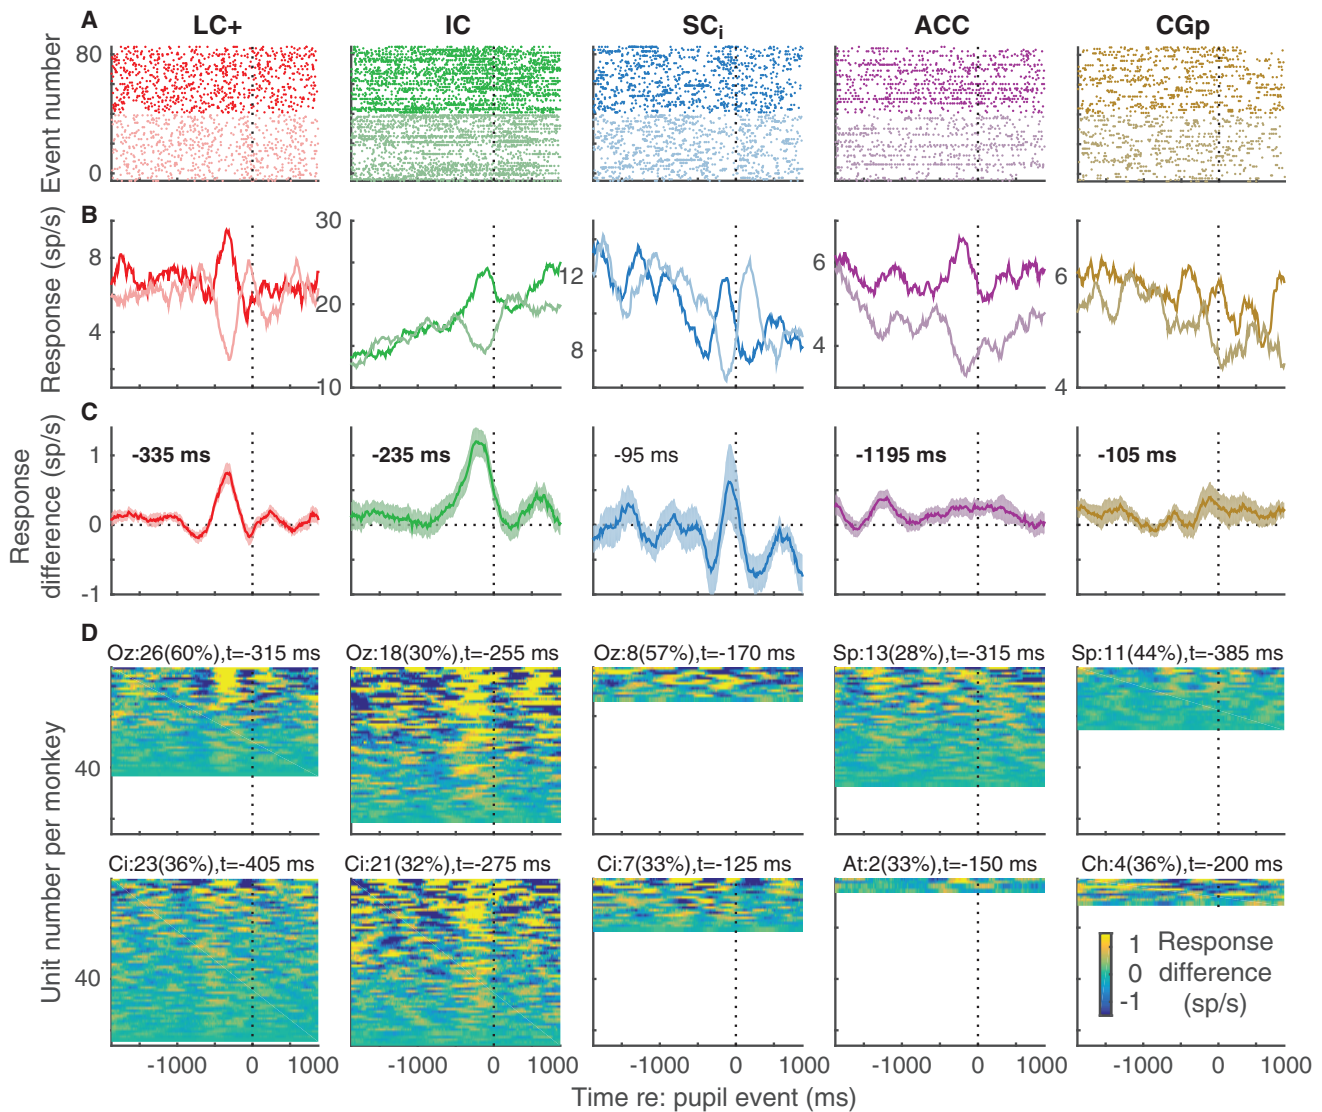 A
LC+ IC SCi ACC CGp
Event number
80
0
B
Response (sp/s)
8
4
30
20
10
12
8
6
4
6
4
C
Response
difference (sp/s)
1
0
-1
-335 ms -235 ms -95 ms -1195 ms -105 ms
D
Oz:26(60%),t=-315 ms Oz:18(30%),t=-255 ms Oz:8(57%),t=-170 ms Sp:13(28%),t=-315 ms Sp:11(44%),t=-385 ms
Unit number per monkey
40
Ci:23(36%),t=-405 ms Ci:21(32%),t=-275 ms Ci:7(33%),t=-125 ms At:2(33%),t=-150 ms Ch:4(36%),t=-200 ms
40
1 Response
0 difference
-1 (sp/s)
-1000 0 1000 -1000 0 1000 -1000 0 1000 -1000 0 1000 -1000 0 1000
Time re: pupil event (ms)